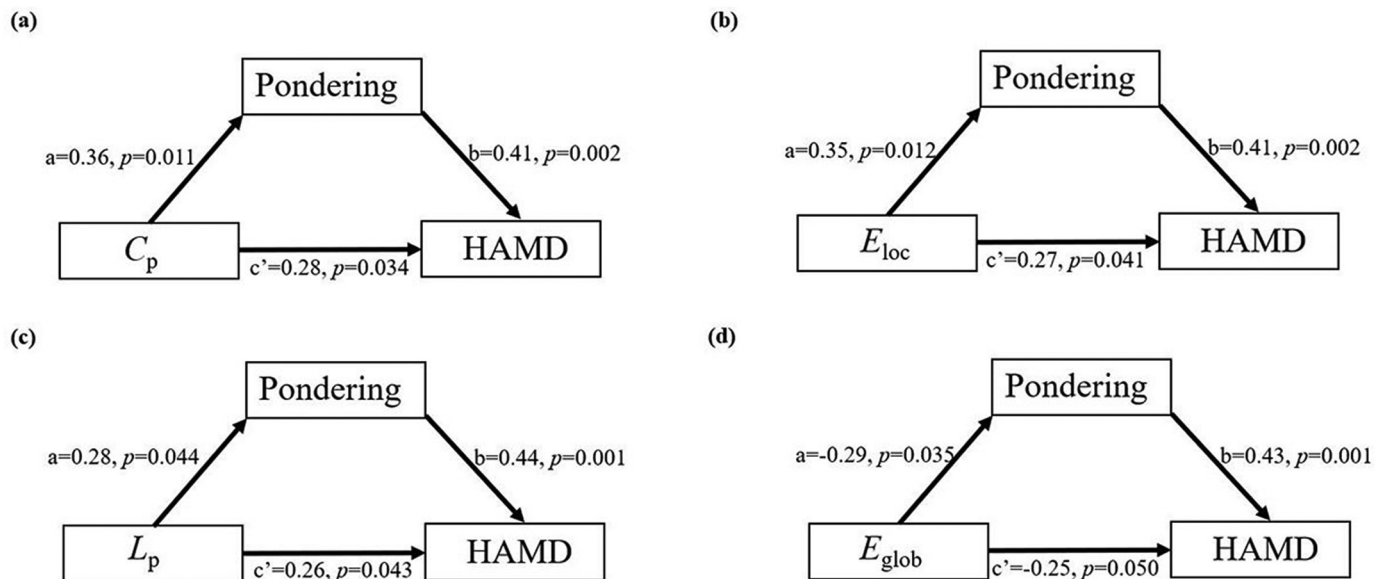 (a)
Pondering
a=0.36, p=0.011
b=0.41, p=0.002
Cp
HAMD
c’=0.28, p=0.034
(b)
Pondering
a=0.35, p=0.012
b=0.41, p=0.002
Eloc
HAMD
c’=0.27, p=0.041
(c)
Pondering
a=0.28, p=0.044
b=0.44, p=0.001
Lp
HAMD
c’=0.26, p=0.043
(d)
Pondering
a=-0.29, p=0.035
b=0.43, p=0.001
Eglob
HAMD
c’=-0.25, p=0.050